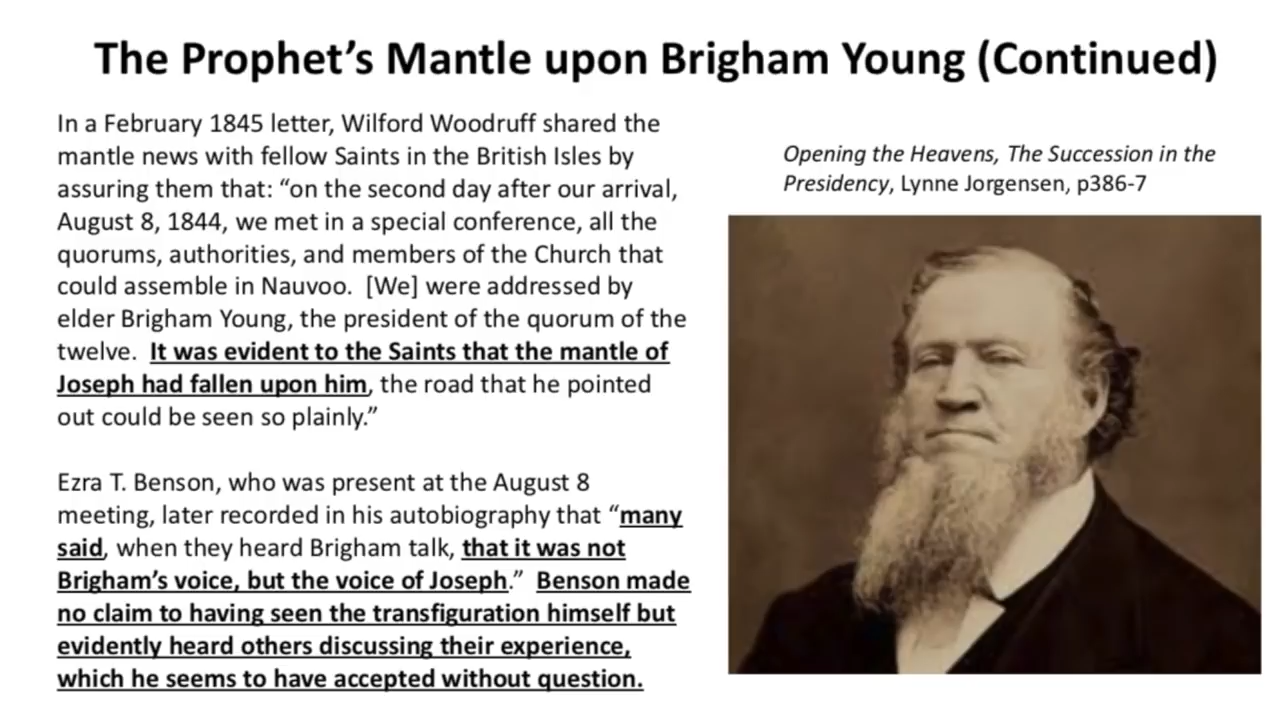 The Prophet’s Mantle upon Brigham Young (Continued)
In a February 1845 letter, Wilford Woodruff shared the
mantle news with fellow Saints in the British Isles by
assuring them that: “on the second day after our arrival,
August 8, 1844, we met in a special conference, all the
quorums, authorities, and members of the Church that
could assemble in Nauvoo.  [We] were addressed by
elder Brigham Young, the president of the quorum of the
twelve.  It was evident to the Saints that the mantle of
Joseph had fallen upon him, the road that he pointed
out could be seen so plainly.”
Ezra T. Benson, who was present at the August 8
meeting, later recorded in his autobiography that “many
said, when they heard Brigham talk, that it was not
Brigham’s voice, but the voice of Joseph.”  Benson made
no claim to having seen the transfiguration himself but
evidently heard others discussing their experience,
which he seems to have accepted without question.
Opening the Heavens, The Succession in the
Presidency, Lynne Jorgensen, p386-7